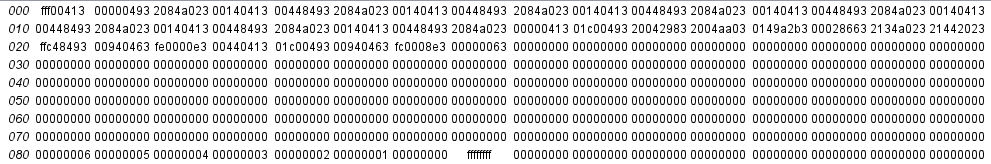 000 fff00413 00000493 2084a023 00140413 00448493 2084a023 00140413 00448493 2084a023 00140413 00448493 2084a023 00140413 00448493 2084a023 00140413
010 00448493 2084a023 00140413 00448493 2084a023 00140413 00448493 2084a023 00000413 01c00493 20042983 2004aa03 0149a2b3 00028663 2134a023 21442023
020 ffc48493 00940463 fe0000e3 00440413 01c00493 00940463 fc0008e3 00000063 00000000 00000000 00000000 00000000 00000000 00000000 00000000 00000000
030 00000000 00000000 00000000 00000000 00000000 00000000 00000000 00000000 00000000 00000000 00000000 00000000 00000000 00000000 00000000 00000000
040 00000000 00000000 00000000 00000000 00000000 00000000 00000000 00000000 00000000 00000000 00000000 00000000 00000000 00000000 00000000 00000000
050 00000000 00000000 00000000 00000000 00000000 00000000 00000000 00000000 00000000 00000000 00000000 00000000 00000000 00000000 00000000 00000000
060 00000000 00000000 00000000 00000000 00000000 00000000 00000000 00000000 00000000 00000000 00000000 00000000 00000000 00000000 00000000 00000000
070 00000000 00000000 00000000 00000000 00000000 00000000 00000000 00000000 00000000 00000000 00000000 00000000 00000000 00000000 00000000 00000000
080 00000006 00000005 00000004 00000003 00000002 00000001 00000000 ffffffff 00000000 00000000 00000000 00000000 00000000 00000000 00000000 00000000